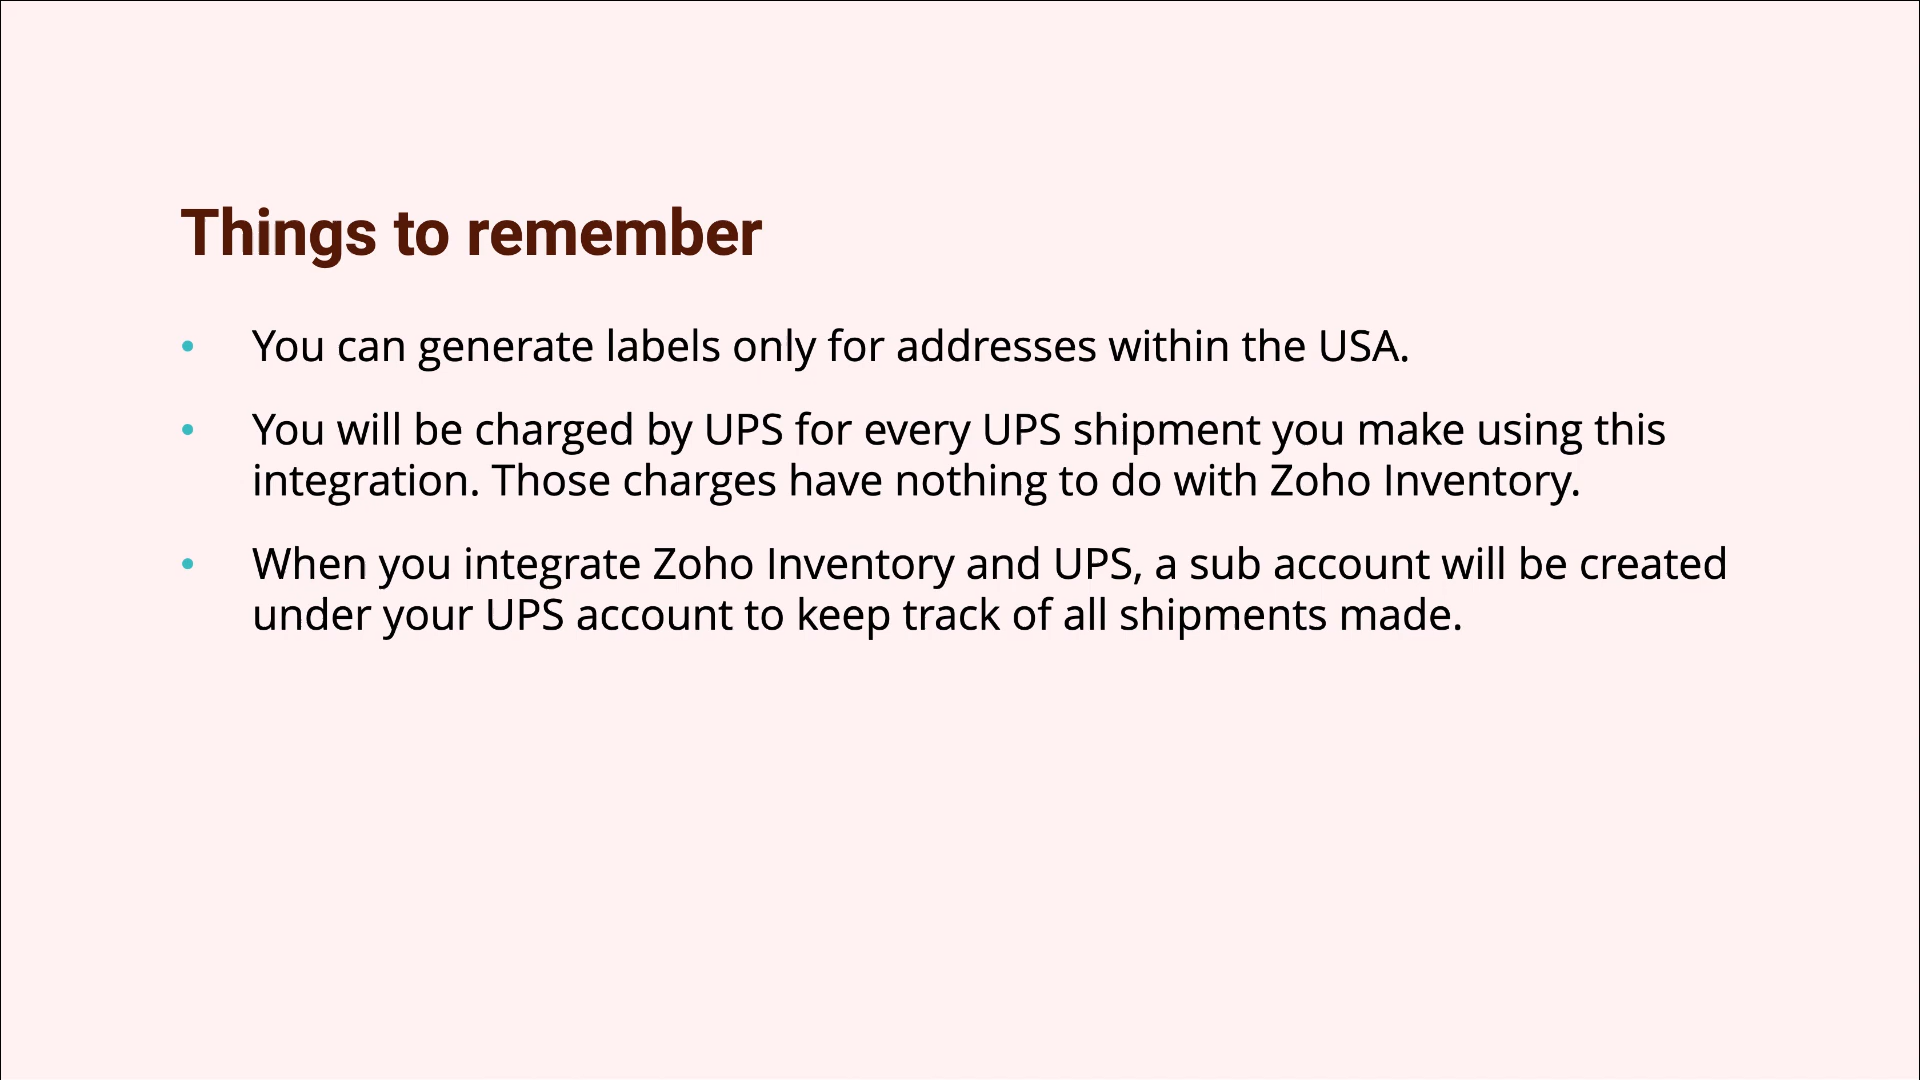 Things to remember
• You can generate labels only for addresses within the USA.
• You will be charged by UPS for every UPS shipment you make using this
integration. Those charges have nothing to do with Zoho Inventory.
• When you integrate Zoho Inventory and UPS, a sub account will be created
under your UPS account to keep track of all shipments made.